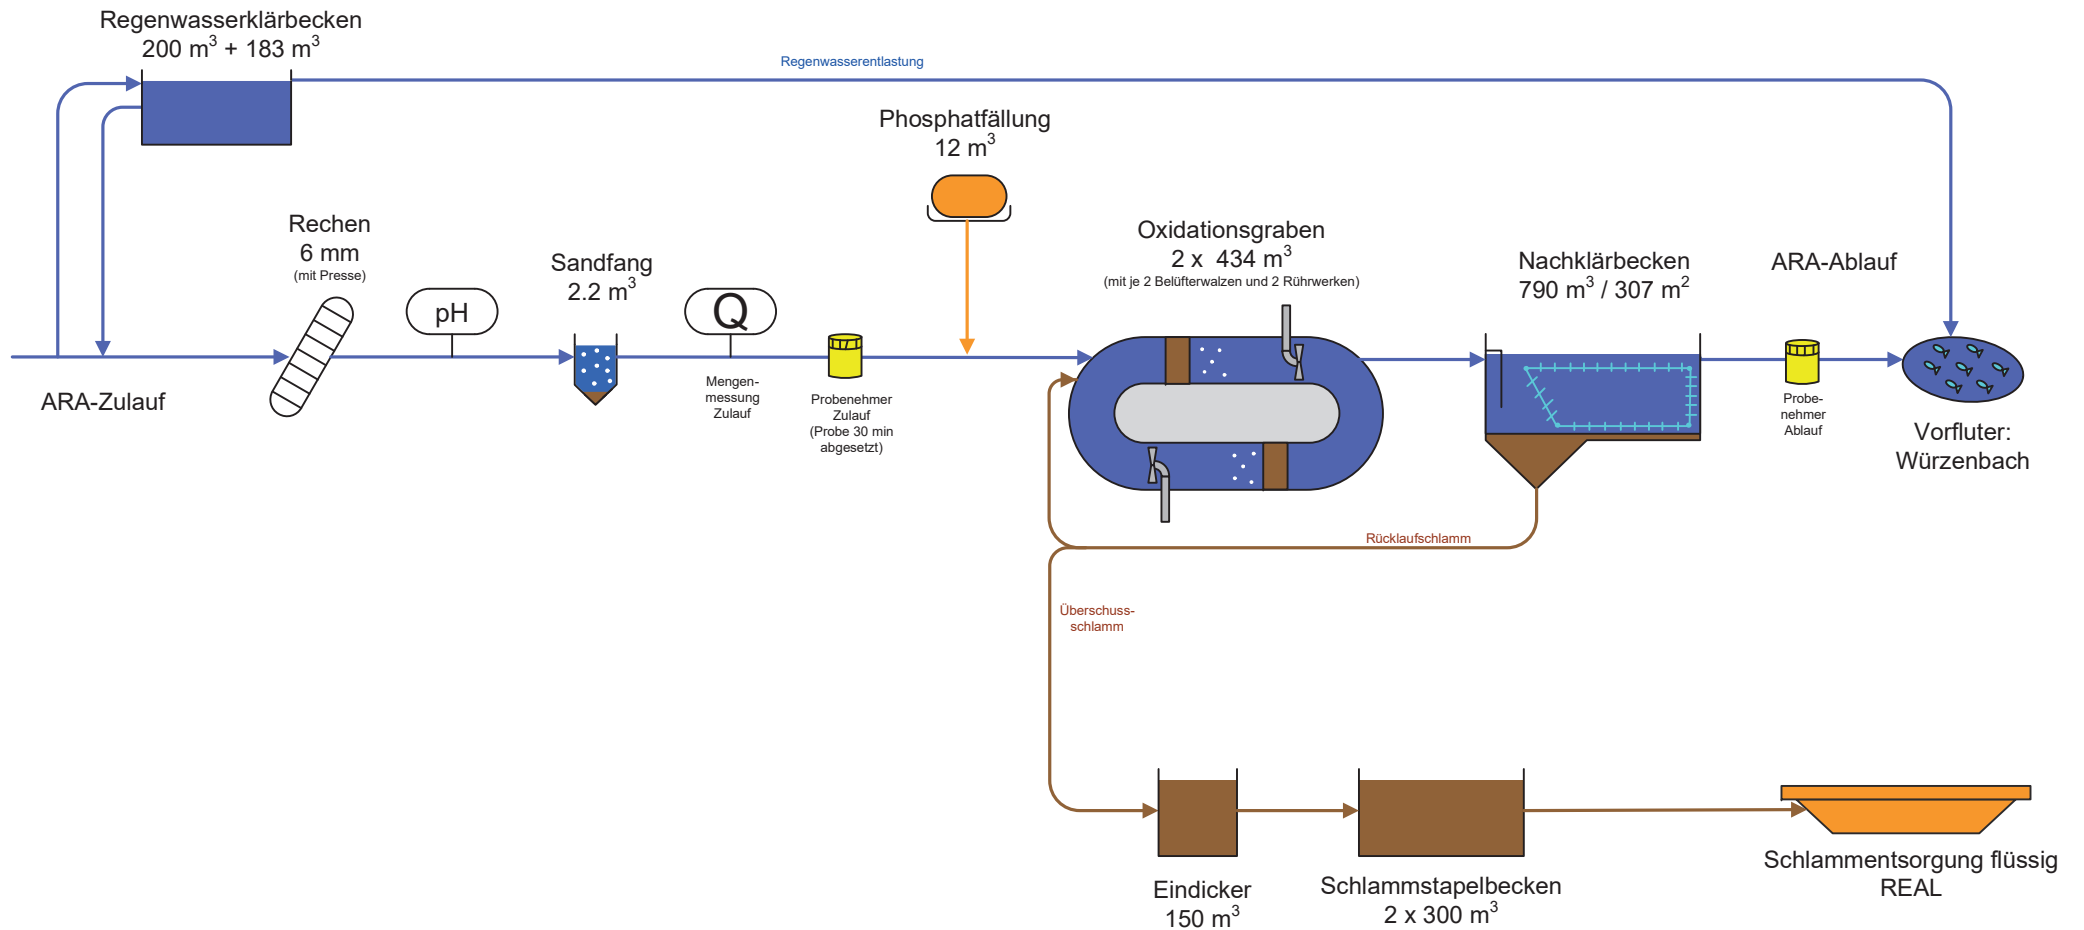 Regenwasserklärbecken
200 m³ + 183 m³
Regenwasserentlastung
Phosphatfällung
12 m³
Rechen
6 mm
(mit Presse)
pH
Sandfang
2.2 m³
Q
Mengen-
messung
Zulauf
Probenehmer
Zulauf
(Probe 30 min
abgesetzt)
Oxidationsgraben
2 x 434 m³
(mit je 2 Belüfterwalzen und 2 Rührwerken)
Nachklärbecken
790 m³ / 307 m²
ARA-Ablauf
Probe-
nehmer
Ablauf
Vorfluter:
Würzenbach
ARA-Zulauf
Rücklaufschlamm
Überschuss-
schlamm
Eindicker
150 m³
Schlammstapelbecken
2 x 300 m³
Schlammentsorgung flüssig
REAL